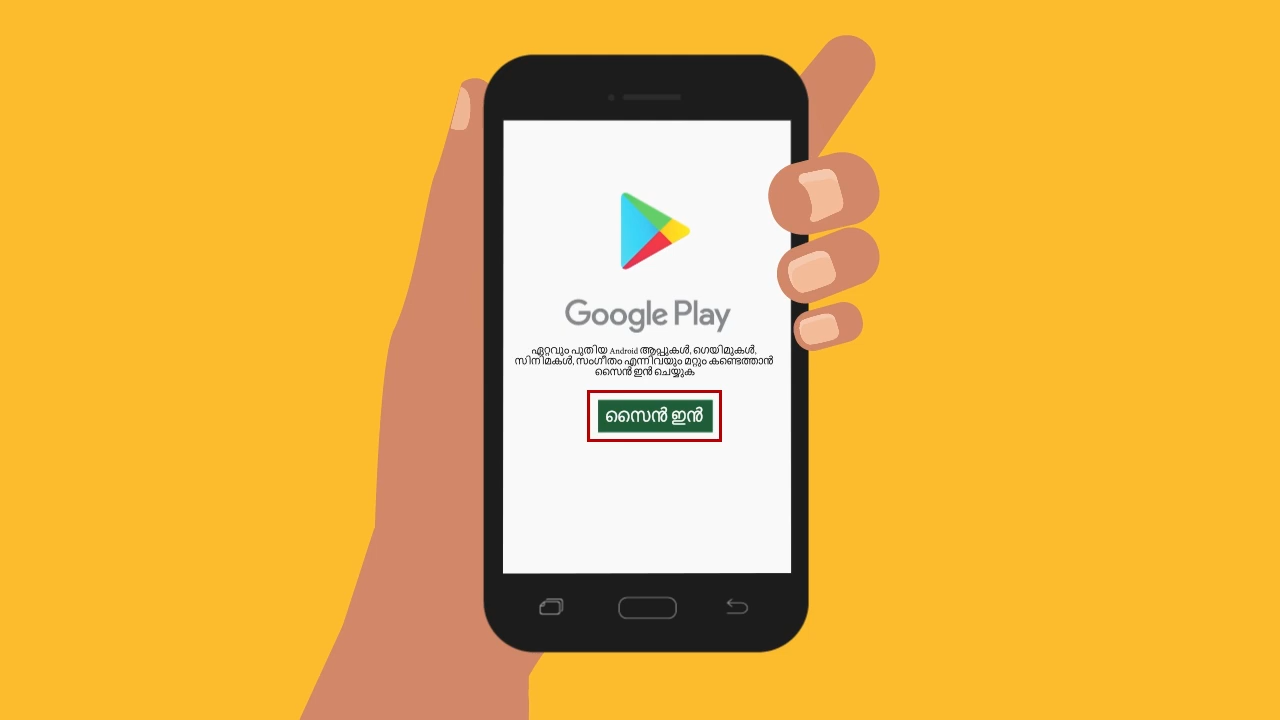 Google Play
ഏറ്റവും പുതിയ Android ആപ്പുകൾ, ഗെയിമുകൾ,
സിനിമകൾ, സംഗീതം എന്നിവയും മറ്റും കണ്ടെത്താൻ
സൈൻ ഇൻ ചെയ്യുക
സൈൻ ഇൻ